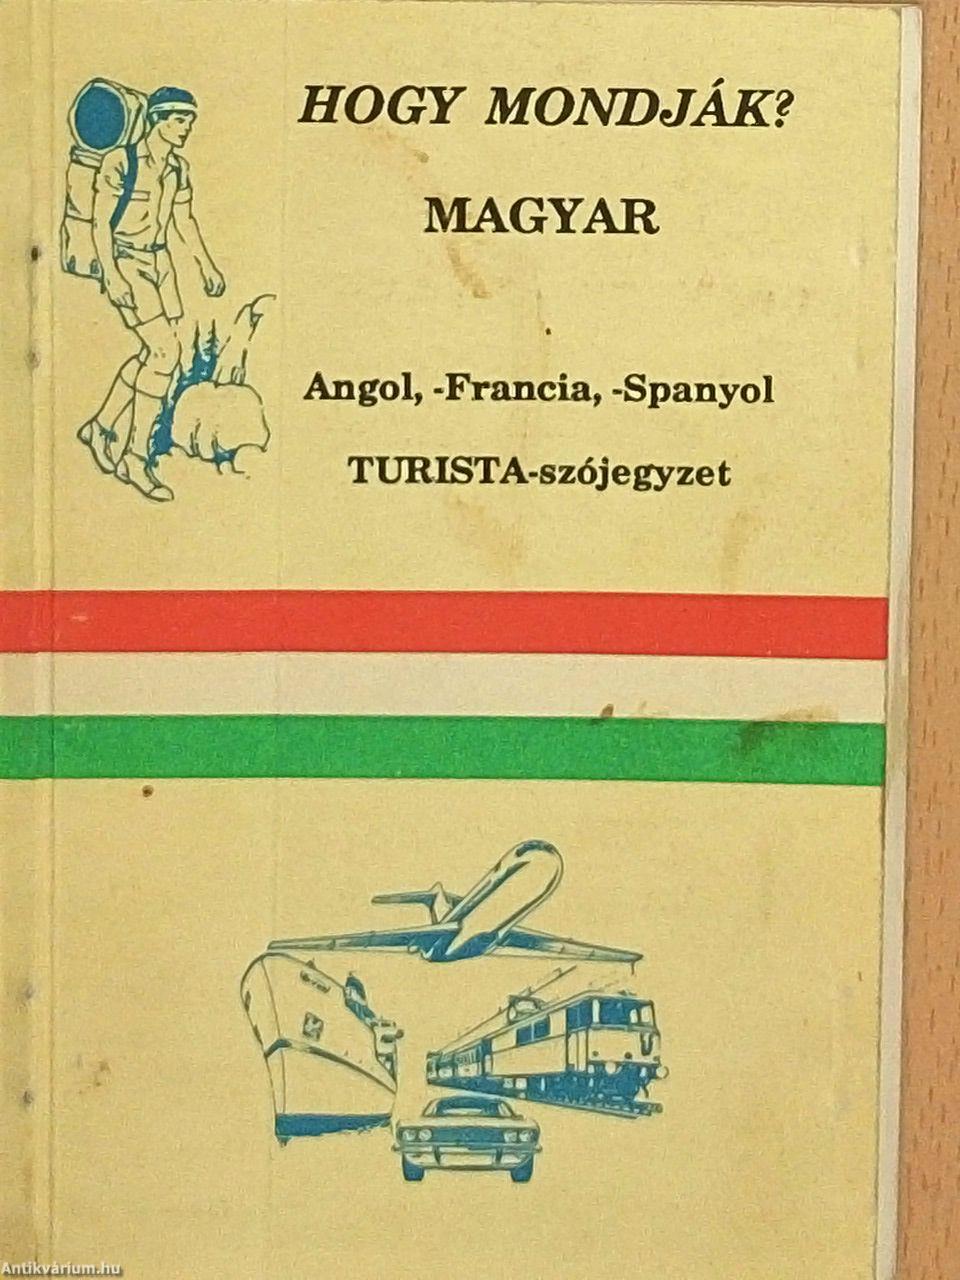 HOGY MONDJÁK?
MAGYAR
Angol, -Francia, -Spanyol
TURISTA-szójegyzet
Antikvárium.hu